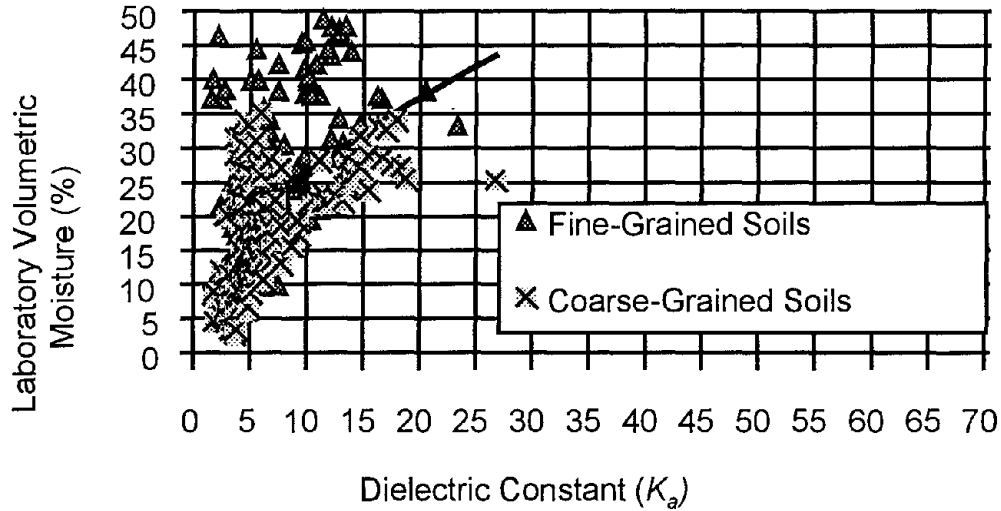 Laboratory Volumetric
Moisture (%)
50
45
40
35
30
25
20
15
10
5
0
Fine-Grained Soils
Coarse-Grained Soils
0 5 10 15 20 25 30 35 40 45 50 55 60 65 70
Dielectric Constant (Ka)